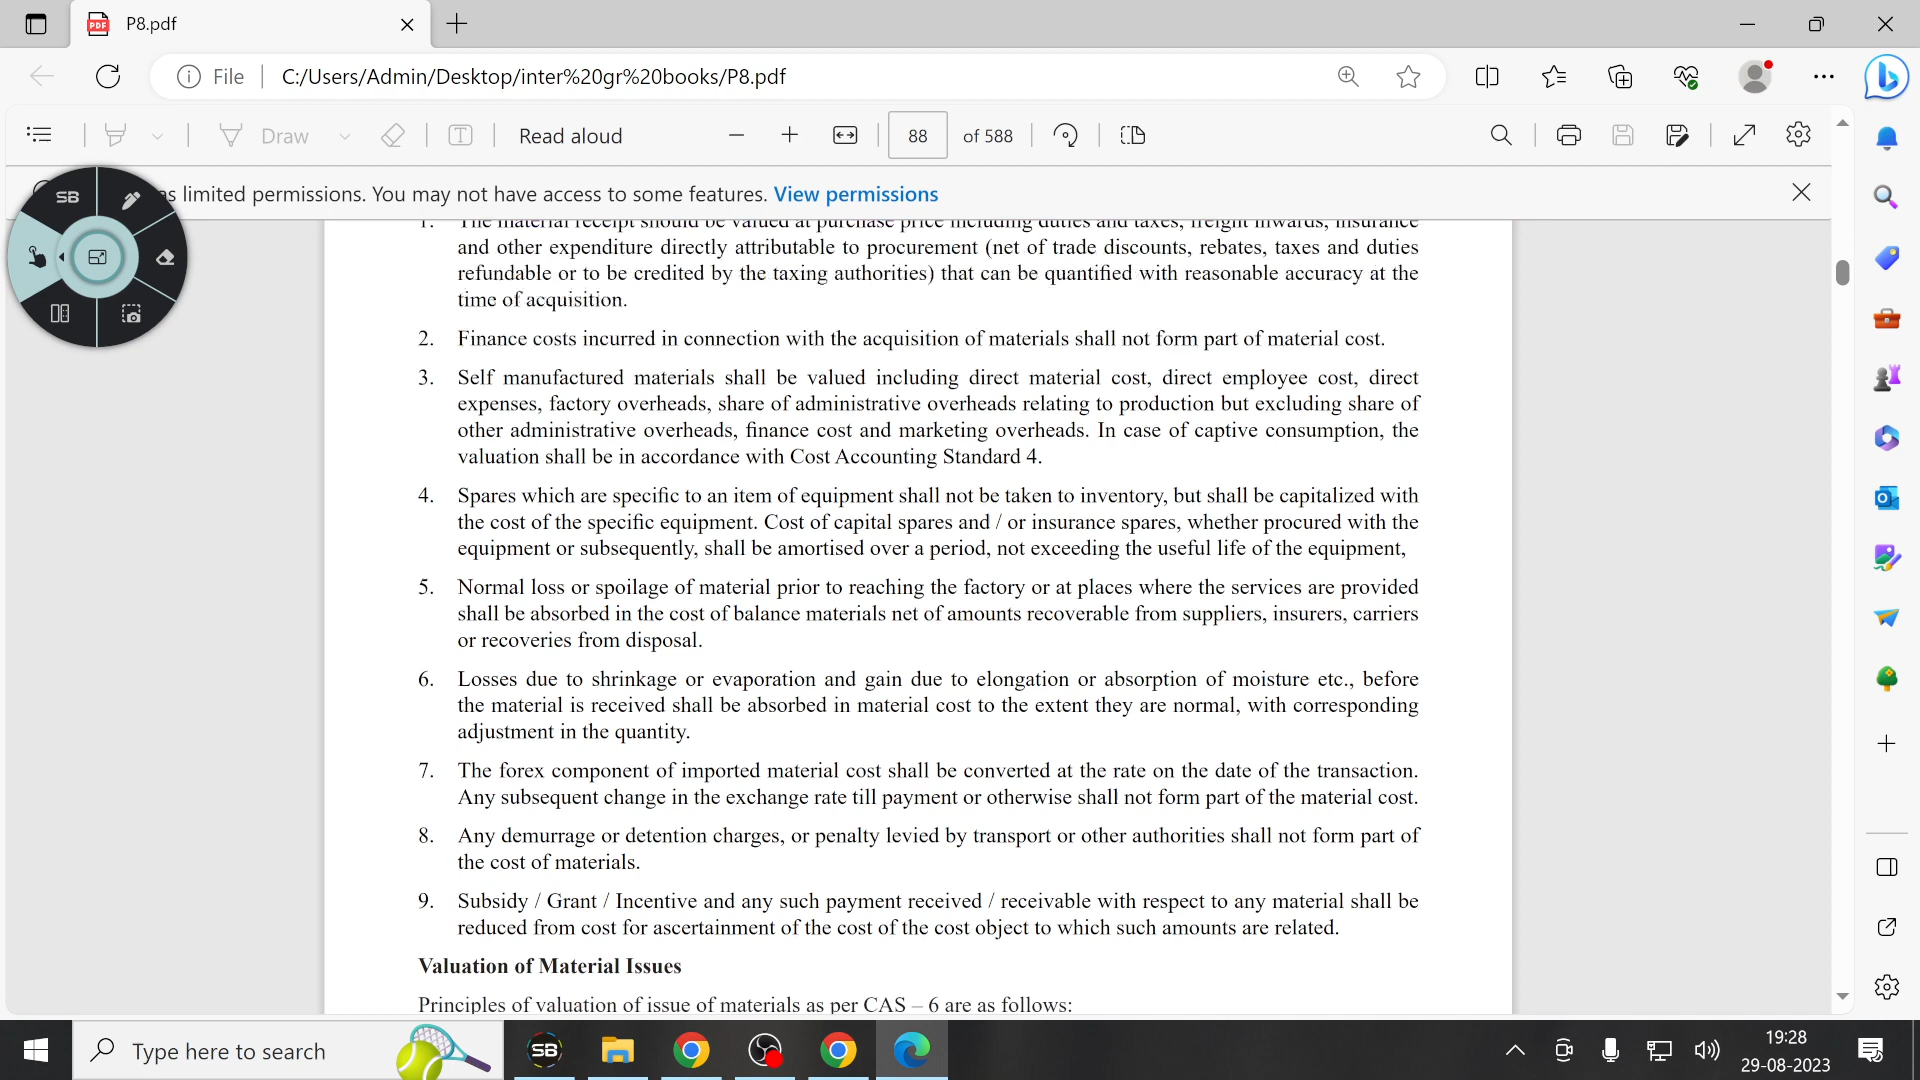 P8.pdf
File
C:/Users/Admin/Desktop/inter%20gr%20books/P8.pdf
Draw
Read aloud
88
of 588
SB
as limited permissions. You may not have access to some features. View permissions
1. The material receipt should be valued at purchase price including duties and taxes, freight inwards, insurance
and other expenditure directly attributable to procurement (net of trade discounts, rebates, taxes and duties
refundable or to be credited by the taxing authorities) that can be quantified with reasonable accuracy at the
time of acquisition.
2. Finance costs incurred in connection with the acquisition of materials shall not form part of material cost.
3. Self manufactured materials shall be valued including direct material cost, direct employee cost, direct
expenses, factory overheads, share of administrative overheads relating to production but excluding share of
other administrative overheads, finance cost and marketing overheads. In case of captive consumption, the
valuation shall be in accordance with Cost Accounting Standard 4.
4. Spares which are specific to an item of equipment shall not be taken to inventory, but shall be capitalized with
the cost of the specific equipment. Cost of capital spares and / or insurance spares, whether procured with the
equipment or subsequently, shall be amortised over a period, not exceeding the useful life of the equipment,
5. Normal loss or spoilage of material prior to reaching the factory or at places where the services are provided
shall be absorbed in the cost of balance materials net of amounts recoverable from suppliers, insurers, carriers
or recoveries from disposal.
6. Losses due to shrinkage or evaporation and gain due to elongation or absorption of moisture etc., before
the material is received shall be absorbed in material cost to the extent they are normal, with corresponding
adjustment in the quantity.
7. The forex component of imported material cost shall be converted at the rate on the date of the transaction.
Any subsequent change in the exchange rate till payment or otherwise shall not form part of the material cost.
8. Any demurrage or detention charges, or penalty levied by transport or other authorities shall not form part of
the cost of materials.
9. Subsidy / Grant / Incentive and any such payment received / receivable with respect to any material shall be
reduced from cost for ascertainment of the cost of the cost object to which such amounts are related.
Valuation of Material Issues
Principles of valuation of issue of materials as per CAS – 6 are as follows:
Type here to search
SB
19:28
29-08-2023